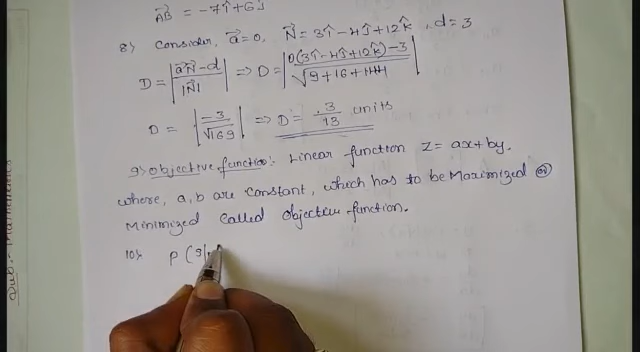 AB⃗ = -7î+6ĵ
8) Consider, a⃗=0, N⃗ = 3î-4ĵ+12k̂, d=3
D = |a⃗N⃗-d / |N⃗|| ⇒ D = |0(3î-4ĵ+12k̂)-3 / √9+16+144|
D = |-3 / √169| ⇒ D = 3/13 units
9) Objective function:- Linear function Z = ax+by.
where, a, b are constant, which has to be Maximized or
Minimized called Objective function.
10) P(
Sub:- Mathematics